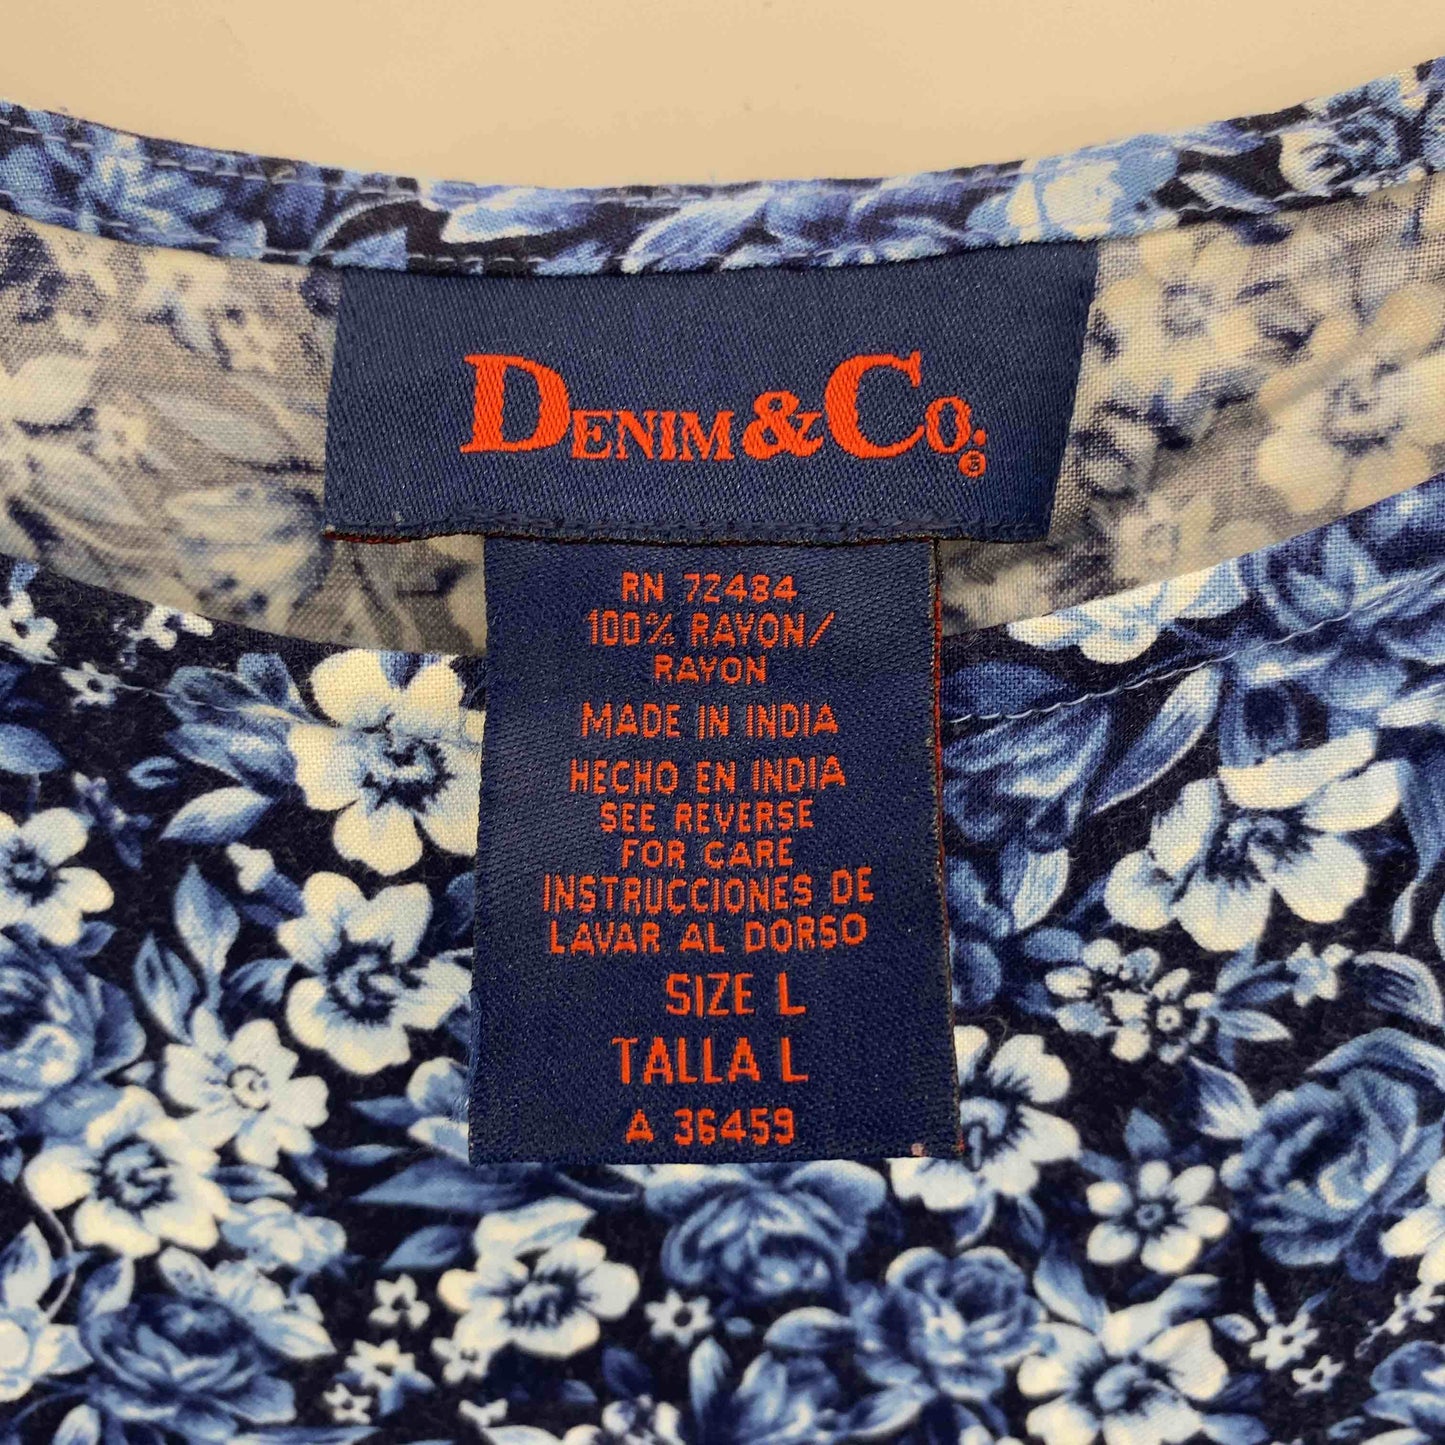 DENIM & CO.®
RN 72484
100% RAYON/
RAYON
MADE IN INDIA
HECHO EN INDIA
SEE REVERSE
FOR CARE
INSTRUCCIONES DE
LAVAR AL DORSO
SIZE L
TALLA L
A 36459